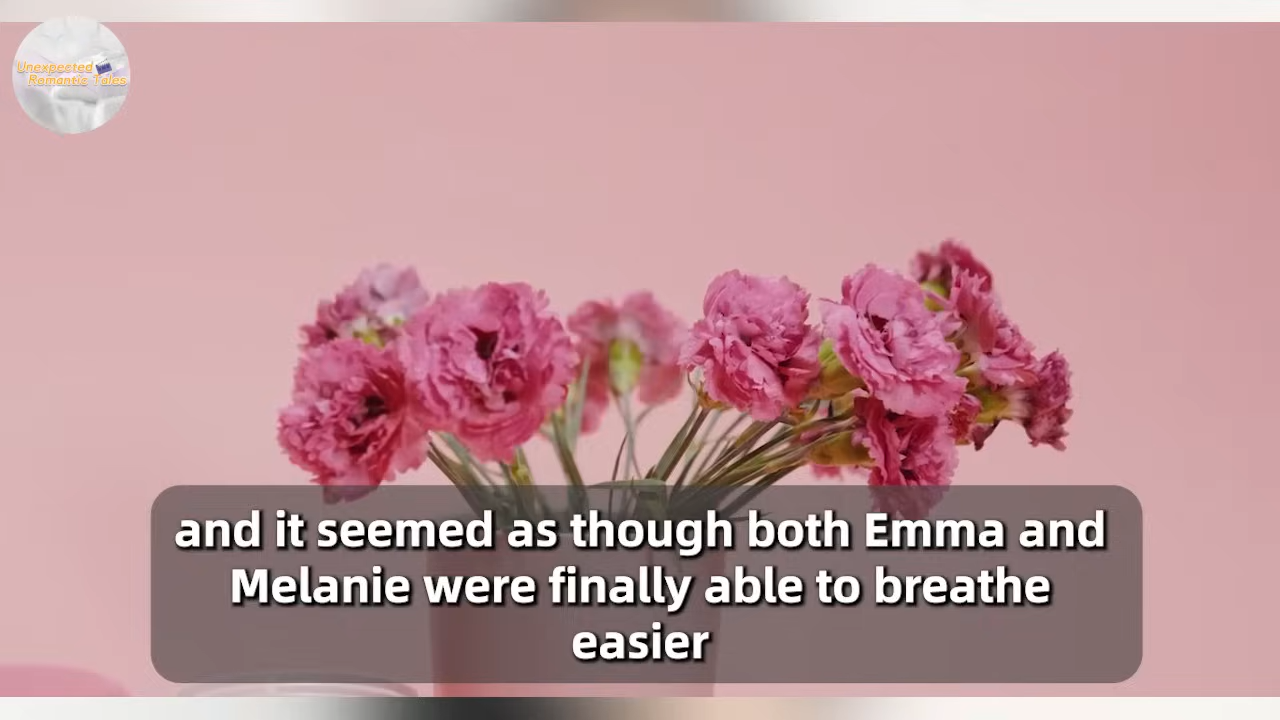 Unexpected
Romantic Tales
and it seemed as though both Emma and
Melanie were finally able to breathe
easier